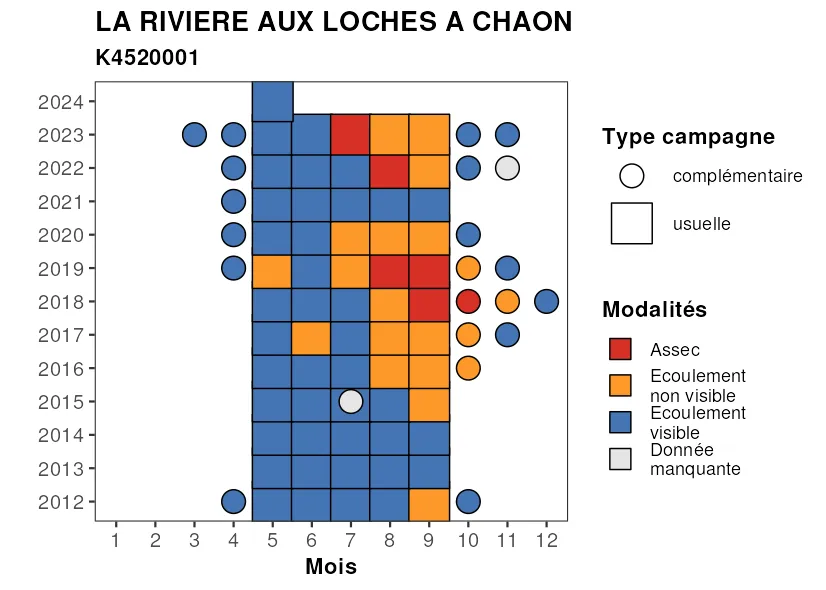 LA RIVIERE AUX LOCHES A CHAON
K4520001
2024
2023
2022
2021
2020
2019
2018
2017
2016
2015
2014
2013
2012
1 2 3 4 5 6 7 8 9 10 11 12
Mois
Type campagne
complémentaire
usuelle
Modalités
Assec
Ecoulement
non visible
Ecoulement
visible
Donnée
manquante